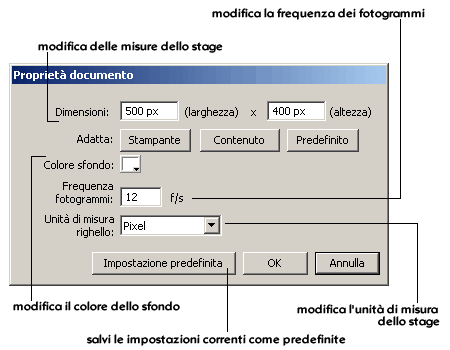 modifica la frequenza dei fotogrammi
modifica delle misure dello stage
Proprietà documento
Dimensioni: 500 px (larghezza) x 400 px (altezza)
Adatta: Stampante Contenuto Predefinito
Colore sfondo:
Frequenza
fotogrammi: 12 f/s
Unità di misura
righello: Pixel
Impostazione predefinita OK Annulla
modifica il colore dello sfondo
modifica l'unità di misura
dello stage
salvi le impostazioni correnti come predefinite